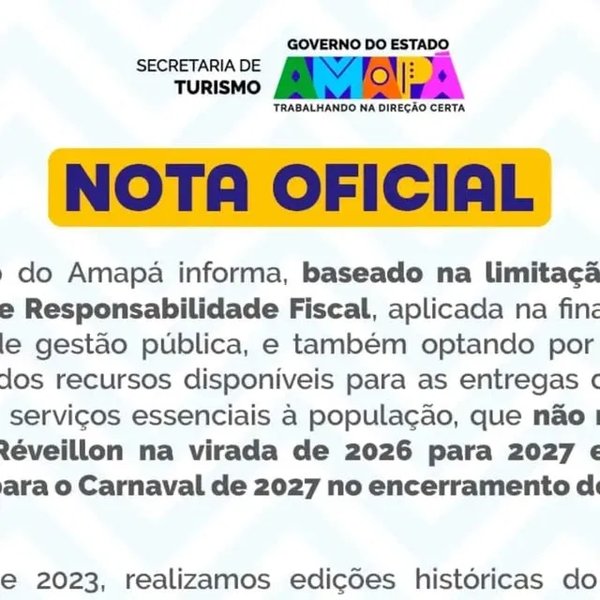 SECRETARIA DE
TURISMO
GOVERNO DO ESTADO
AMAPÁ
TRABALHANDO NA DIREÇÃO CERTA
NOTA OFICIAL
do Amapá informa, baseado na limitaçã
e Responsabilidade Fiscal, aplicada na fina
de gestão pública, e também optando por
dos recursos disponíveis para as entregas
serviços essenciais à população, que não
Réveillon na virada de 2026 para 2027 e
para o Carnaval de 2027 no encerramento d
e 2023, realizamos edições históricas do